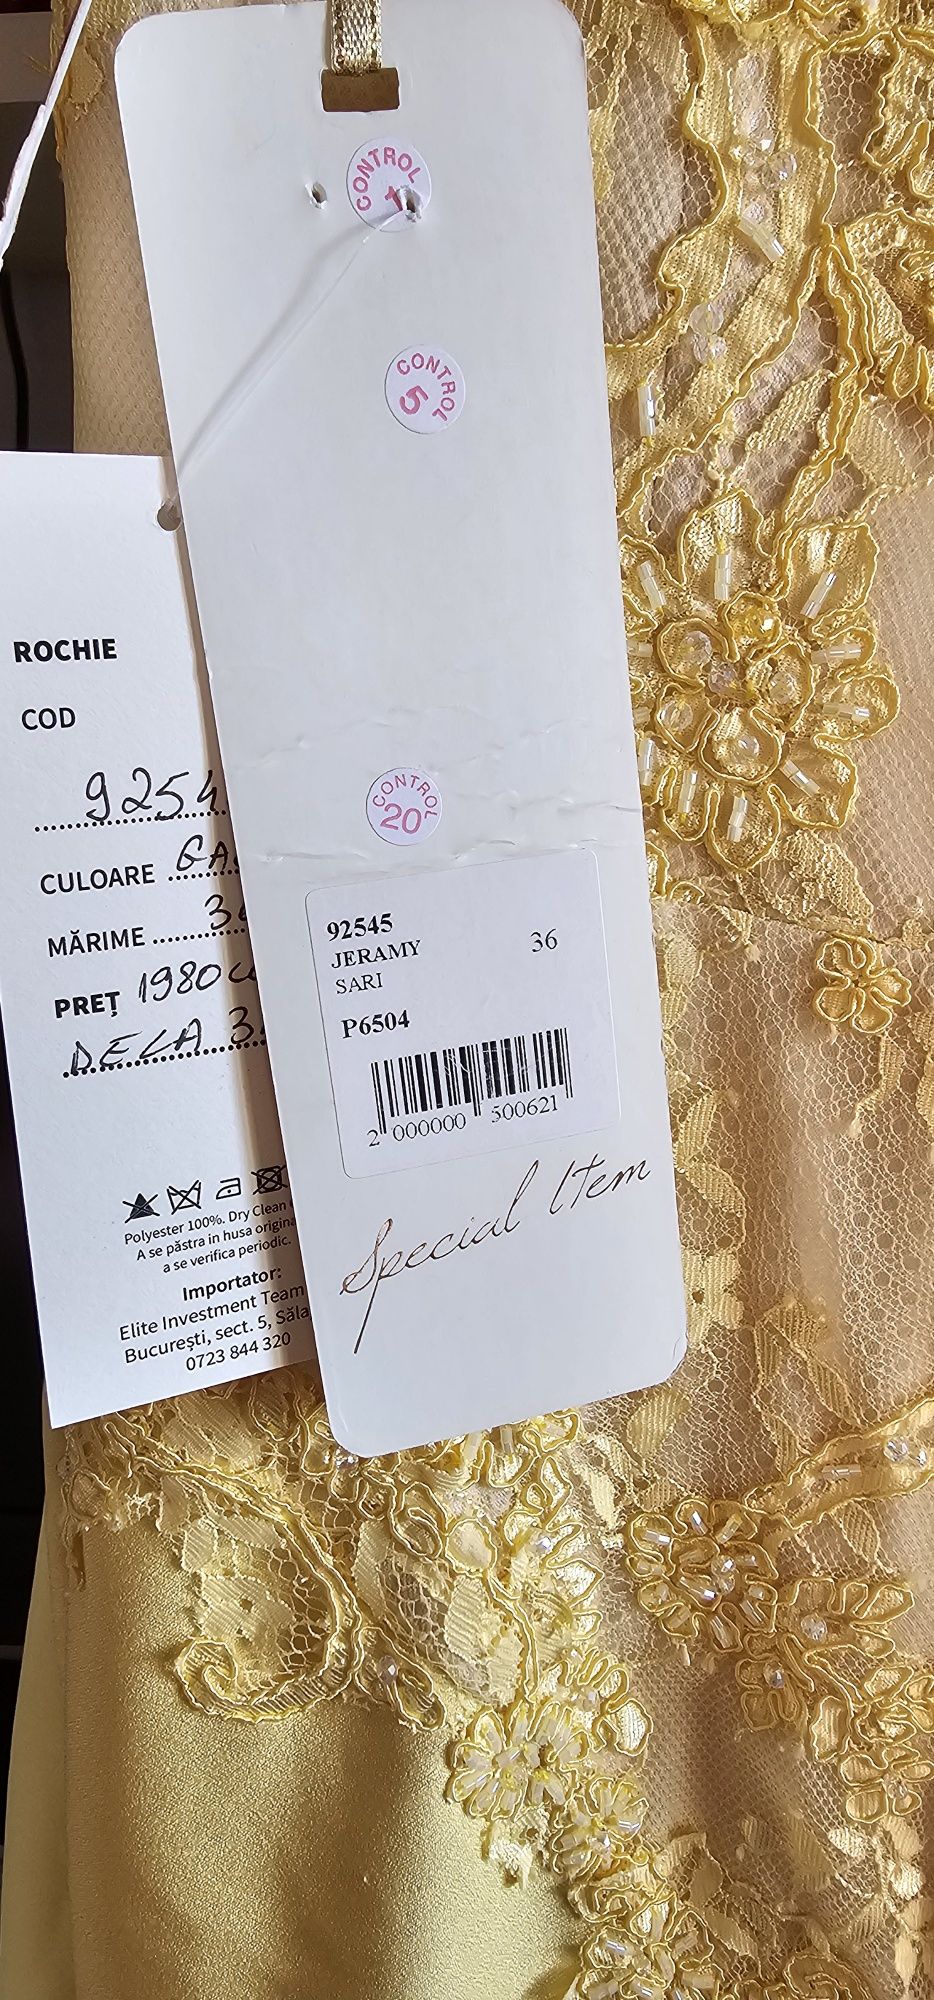 CONTROL
1
CONTROL
5
CONTROL
20
92545
JERAMY 36
SARI
P6504
2 000000 500621
Special Item
ROCHIE
COD
9254
CULOARE
MĂRIME
PREȚ 1980
DECA
Polyester 100%. Dry Clean
A se păstra in husa
a se verifica periodic.
Importator:
Elite Investment Team
București, sect. 5,
0723 844 320